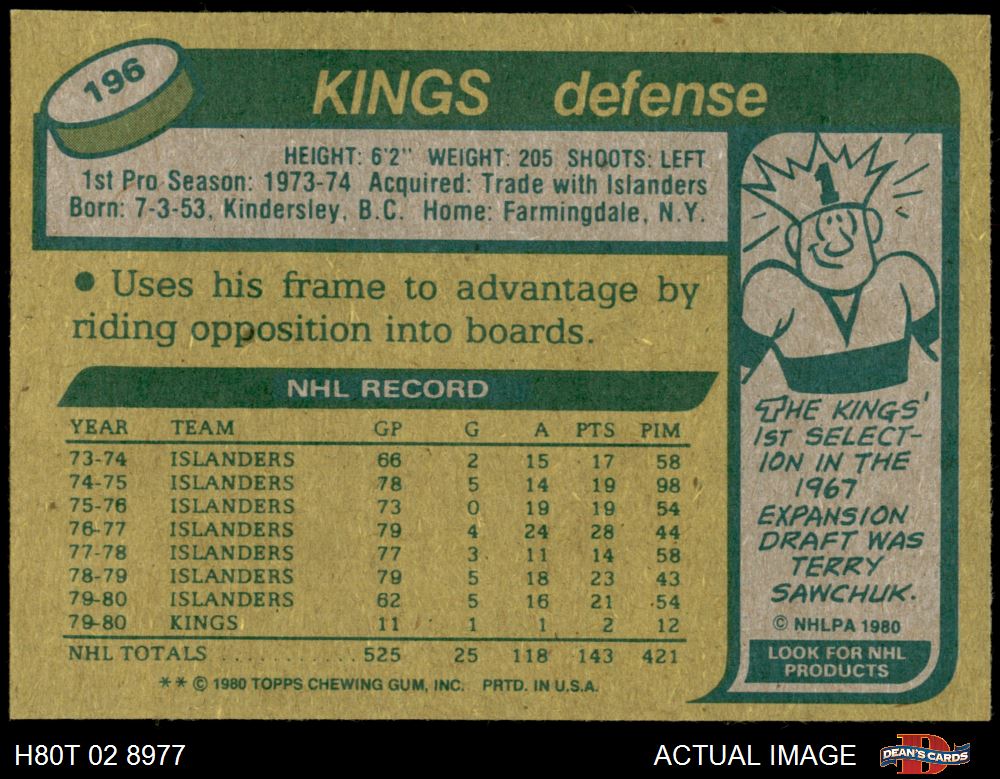 196
KINGS defense
HEIGHT: 6'2" WEIGHT: 205 SHOOTS: LEFT
1st Pro Season: 1973-74 Acquired: Trade with Islanders
Born: 7-3-53, Kindersley, B.C. Home: Farmingdale, N.Y.
● Uses his frame to advantage by
riding opposition into boards.
NHL RECORD
YEAR TEAM GP G A PTS PIM
73-74 ISLANDERS 66 2 15 17 58
74-75 ISLANDERS 78 5 14 19 98
75-76 ISLANDERS 73 0 19 19 54
76-77 ISLANDERS 79 4 24 28 44
77-78 ISLANDERS 77 3 11 14 58
78-79 ISLANDERS 79 5 18 23 43
79-80 ISLANDERS 62 5 16 21 54
79-80 KINGS 11 1 1 2 12
NHL TOTALS ........... 525 25 118 143 421
** © 1980 TOPPS CHEWING GUM, INC. PRTD. IN U.S.A.
1
THE KINGS'
1ST SELECT-
ION IN THE
1967
EXPANSION
DRAFT WAS
TERRY
SAWCHUK.
© NHLPA 1980
LOOK FOR NHL
PRODUCTS
H80T 02 8977
ACTUAL IMAGE
D
DEAN'S CARDS